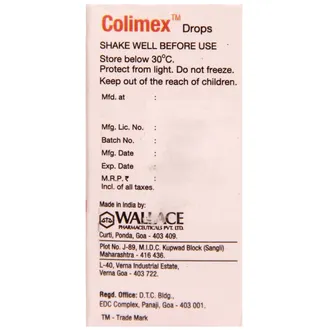 Colimex™ Drops
SHAKE WELL BEFORE USE
Store below 30°C.
Protect from light. Do not freeze.
Keep out of the reach of children.
Mfd. at :
Mfg. Lic. No. :
Batch No. :
Mfg. Date :
Exp. Date :
M.R.P. ₹ :
Incl. of all taxes.
Made in India by:
WALLACE
PHARMACEUTICALS PVT. LTD.
Curti, Ponda, Goa - 403 409.
Plot No. J-89, M.I.D.C. Kupwad Block (Sangli)
Maharashtra - 416 436.
L-40, Verna Industrial Estate,
Verna Goa - 403 722.
Regd. Office: D.T.C. Bldg.,
EDC Complex, Panaji, Goa - 403 001.
TM - Trade Mark